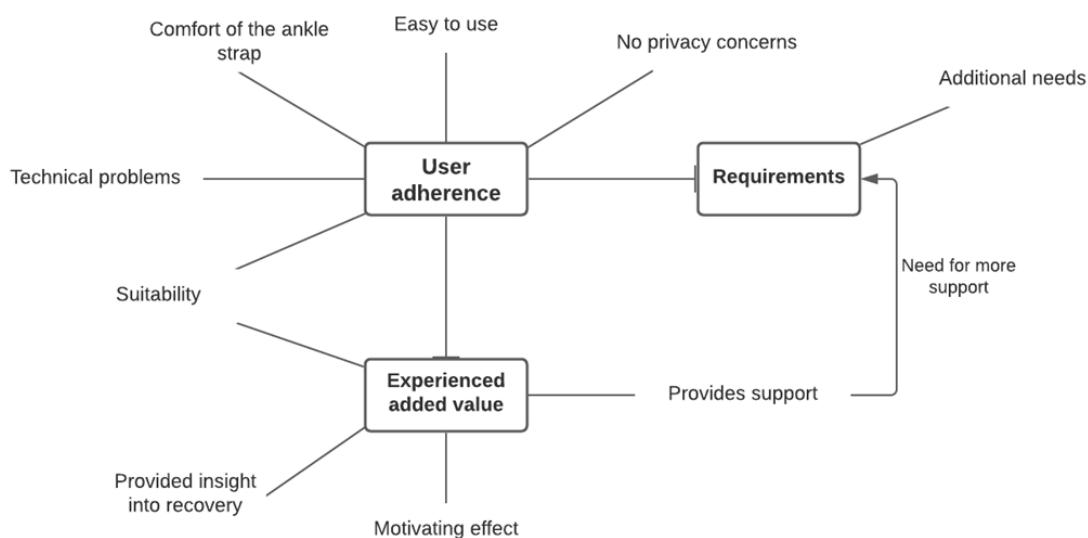 Comfort of the ankle
strap
Easy to use
No privacy concerns
Additional needs
Technical problems
User
adherence
Requirements
Suitability
Need for more
support
Experienced
added value
Provides support
Provided insight
into recovery
Motivating effect